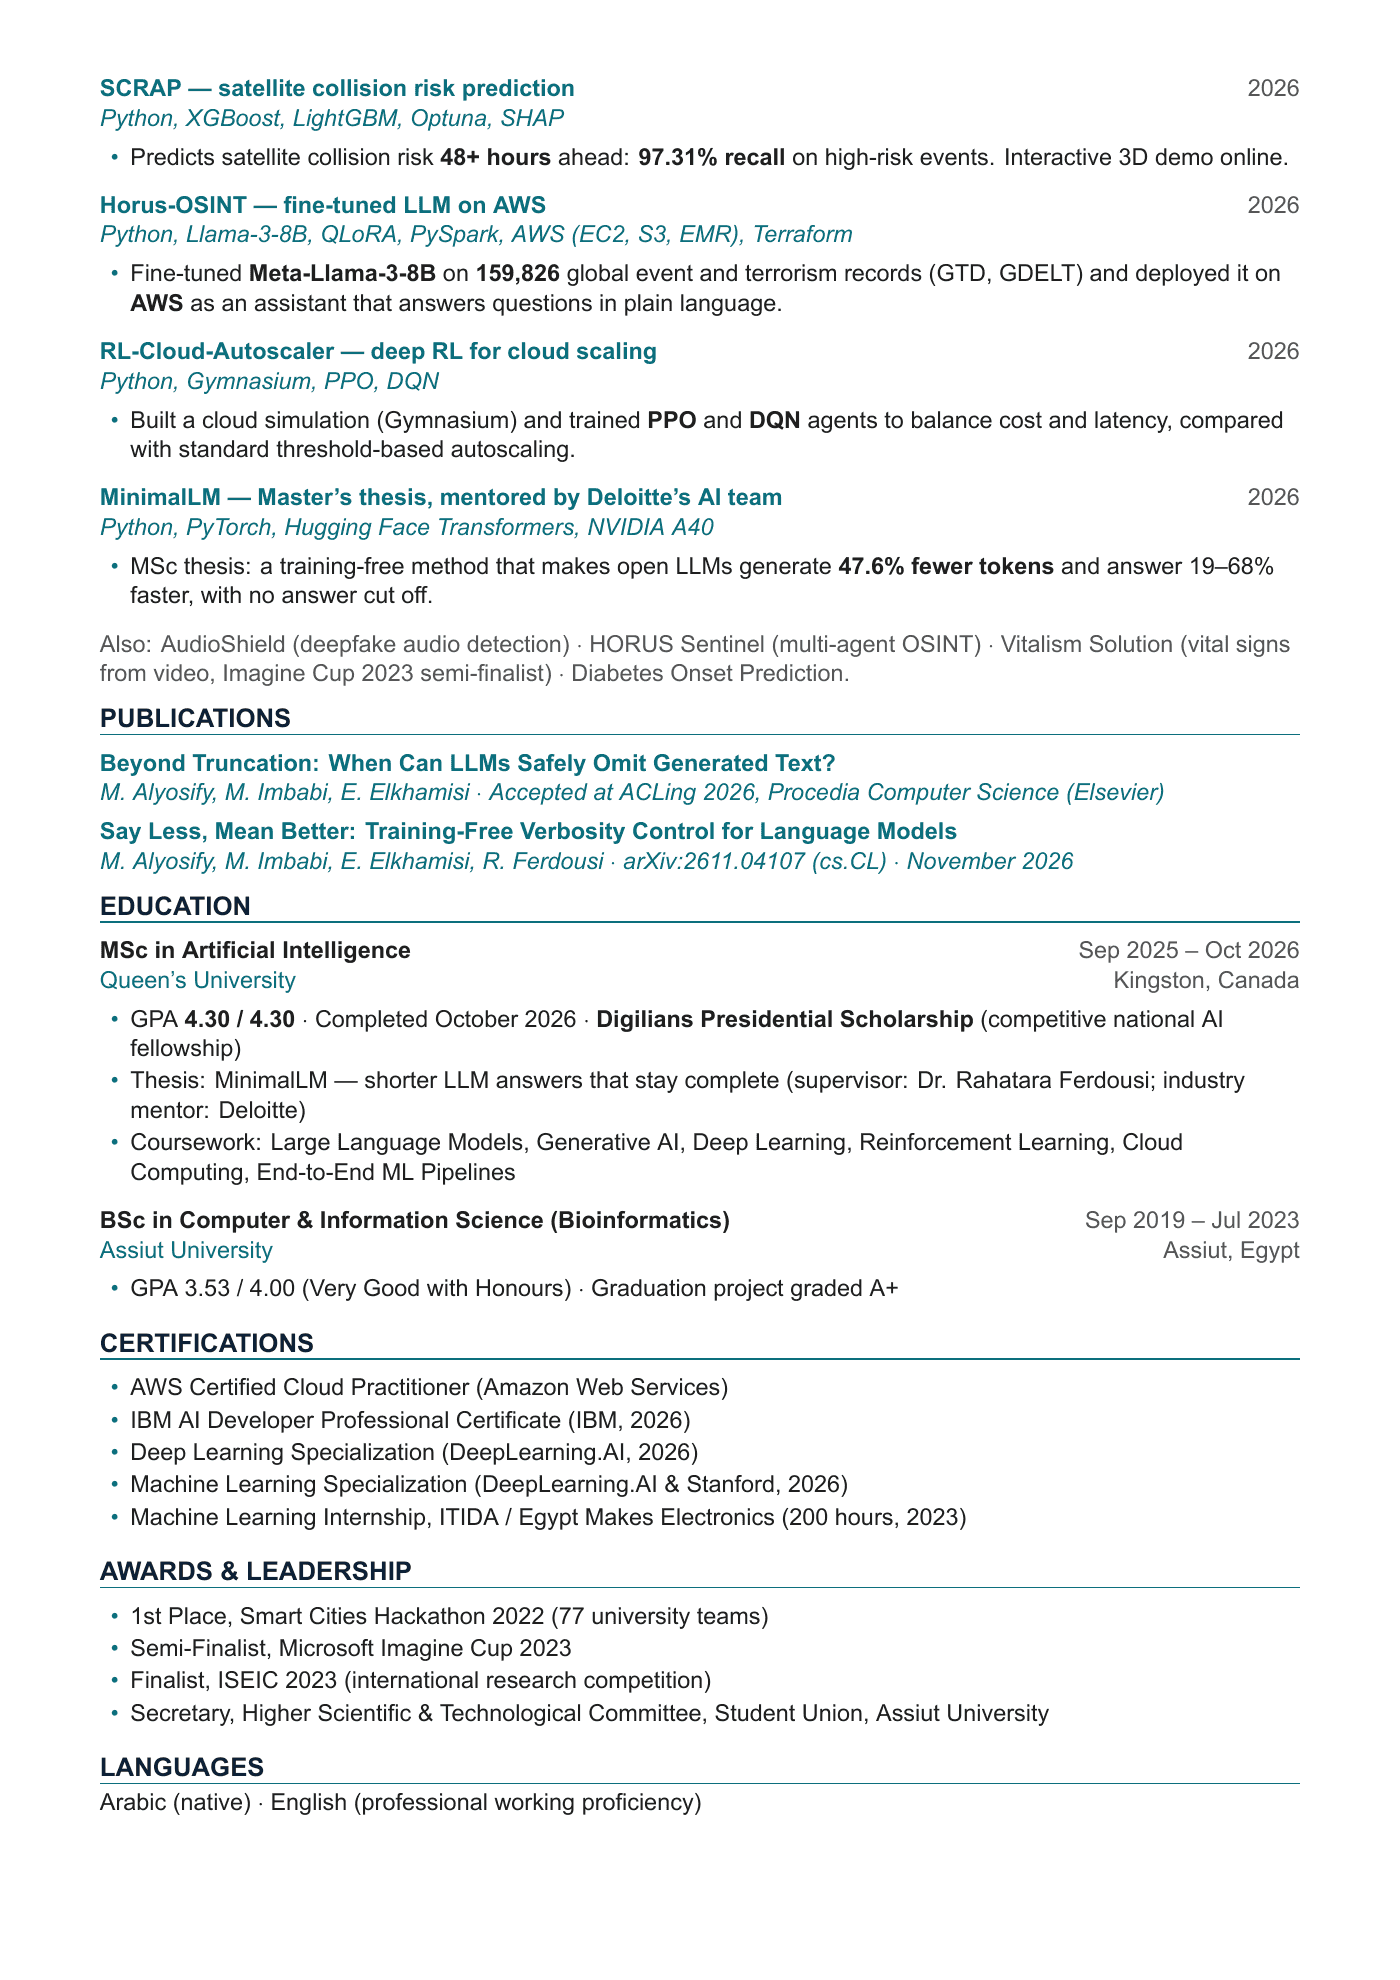 SCRAP — satellite collision risk prediction 2026
Python, XGBoost, LightGBM, Optuna, SHAP
• Predicts satellite collision risk 48+ hours ahead: 97.31% recall on high-risk events. Interactive 3D demo online.
Horus-OSINT — fine-tuned LLM on AWS 2026
Python, Llama-3-8B, QLoRA, PySpark, AWS (EC2, S3, EMR), Terraform
• Fine-tuned Meta-Llama-3-8B on 159,826 global event and terrorism records (GTD, GDELT) and deployed it on
AWS as an assistant that answers questions in plain language.
RL-Cloud-Autoscaler — deep RL for cloud scaling 2026
Python, Gymnasium, PPO, DQN
• Built a cloud simulation (Gymnasium) and trained PPO and DQN agents to balance cost and latency, compared
with standard threshold-based autoscaling.
MinimalLM — Master’s thesis, mentored by Deloitte’s AI team 2026
Python, PyTorch, Hugging Face Transformers, NVIDIA A40
• MSc thesis: a training-free method that makes open LLMs generate 47.6% fewer tokens and answer 19–68%
faster, with no answer cut off.
Also: AudioShield (deepfake audio detection) · HORUS Sentinel (multi-agent OSINT) · Vitalism Solution (vital signs
from video, Imagine Cup 2023 semi-finalist) · Diabetes Onset Prediction.
PUBLICATIONS
Beyond Truncation: When Can LLMs Safely Omit Generated Text?
M. Alyosify, M. Imbabi, E. Elkhamisi · Accepted at ACLing 2026, Procedia Computer Science (Elsevier)
Say Less, Mean Better: Training-Free Verbosity Control for Language Models
M. Alyosify, M. Imbabi, E. Elkhamisi, R. Ferdousi · arXiv:2611.04107 (cs.CL) · November 2026
EDUCATION
MSc in Artificial Intelligence Sep 2025 – Oct 2026
Queen’s University Kingston, Canada
• GPA 4.30 / 4.30 · Completed October 2026 · Digilians Presidential Scholarship (competitive national AI
fellowship)
• Thesis: MinimalLM — shorter LLM answers that stay complete (supervisor: Dr. Rahatara Ferdousi; industry
mentor: Deloitte)
• Coursework: Large Language Models, Generative AI, Deep Learning, Reinforcement Learning, Cloud
Computing, End-to-End ML Pipelines
BSc in Computer & Information Science (Bioinformatics) Sep 2019 – Jul 2023
Assiut University Assiut, Egypt
• GPA 3.53 / 4.00 (Very Good with Honours) · Graduation project graded A+
CERTIFICATIONS
• AWS Certified Cloud Practitioner (Amazon Web Services)
• IBM AI Developer Professional Certificate (IBM, 2026)
• Deep Learning Specialization (DeepLearning.AI, 2026)
• Machine Learning Specialization (DeepLearning.AI & Stanford, 2026)
• Machine Learning Internship, ITIDA / Egypt Makes Electronics (200 hours, 2023)
AWARDS & LEADERSHIP
• 1st Place, Smart Cities Hackathon 2022 (77 university teams)
• Semi-Finalist, Microsoft Imagine Cup 2023
• Finalist, ISEIC 2023 (international research competition)
• Secretary, Higher Scientific & Technological Committee, Student Union, Assiut University
LANGUAGES
Arabic (native) · English (professional working proficiency)